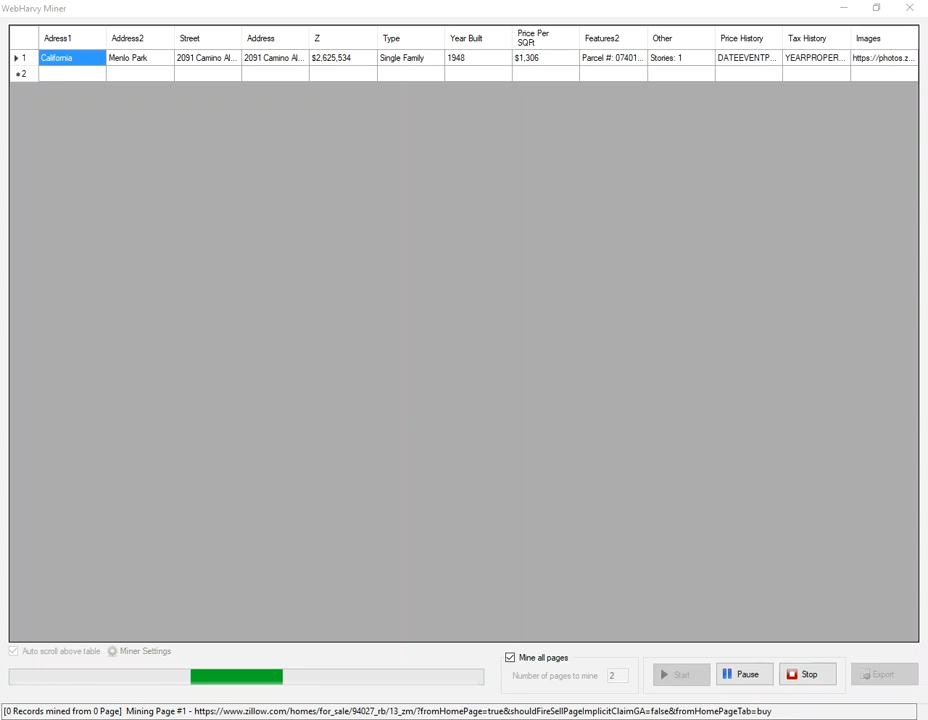 WebHarvy Miner
Adress1 Address2 Street Address Z Type Year Built Price Per SQFt Features2 Other Price History Tax History Images
1 California Menlo Park 2091 Camino Al... 2091 Camino Al... $2,625,534 Single Family 1948 $1,306 Parcel #: 07401... Stories: 1 DATEEVENTP... YEARPROPER... https://photos.z...
2
Auto scroll above table Miner Settings
Mine all pages
Number of pages to mine 2
Start Pause Stop Export
[0 Records mined from 0 Page] Mining Page #1 - https://www.zillow.com/homes/for_sale/94027_rb/13_zm/?fromHomePage=true&shouldFireSellPageImplicitClaimGA=false&fromHomePageTab=buy